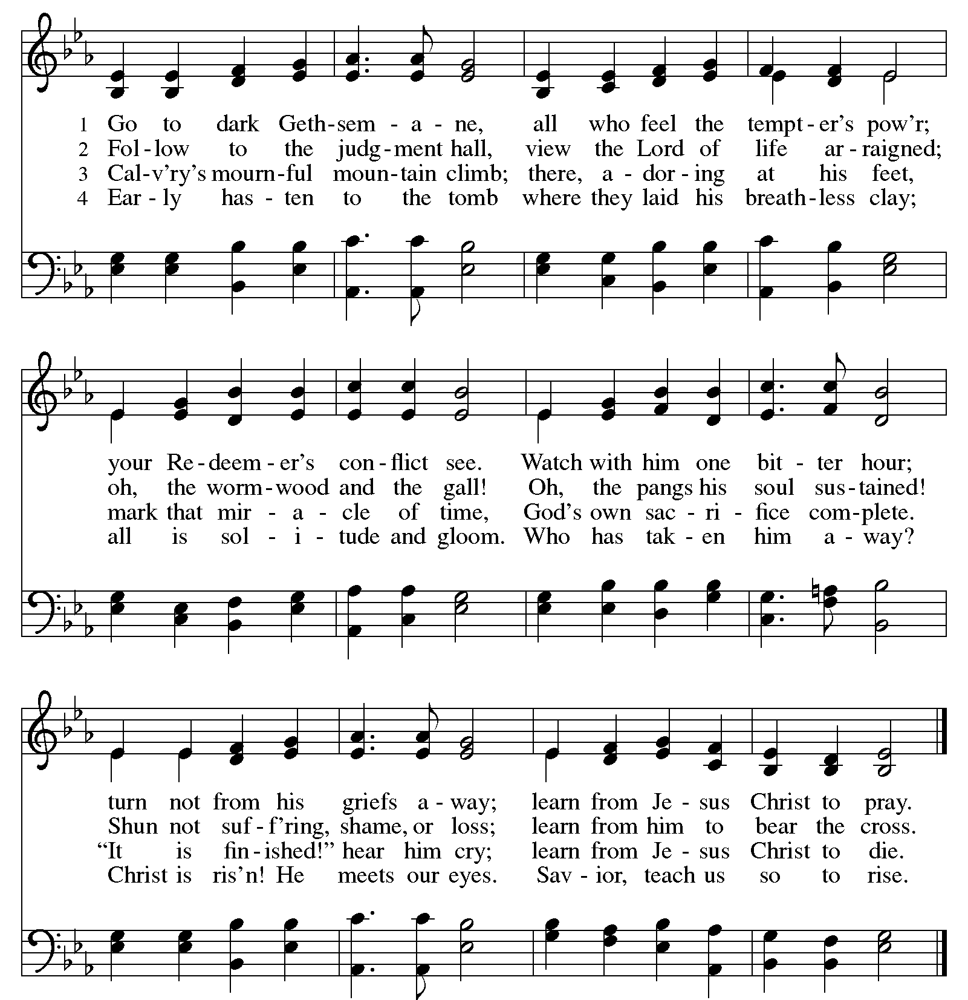 1 Go to dark Geth-sem - a - ne, all who feel the tempt-er’s pow’r;
2 Fol-low to the judg-ment hall, view the Lord of life ar-raigned;
3 Cal-v’ry’s mourn-ful moun-tain climb; there, a - dor - ing at his feet,
4 Ear - ly has - ten to the tomb where they laid his breath-less clay;
your Re-deem - er’s con-flict see. Watch with him one bit - ter hour;
oh, the worm-wood and the gall! Oh, the pangs his soul sus-tained!
mark that mir - a - cle of time, God’s own sac - ri - fice com-plete.
all is sol - i - tude and gloom. Who has tak - en him a - way?
turn not from his griefs a - way; learn from Je - sus Christ to pray.
Shun not suf-f’ring, shame, or loss; learn from him to bear the cross.
“It is fin-ished!” hear him cry; learn from Je - sus Christ to die.
Christ is ris’n! He meets our eyes. Sav - ior, teach us so to rise.